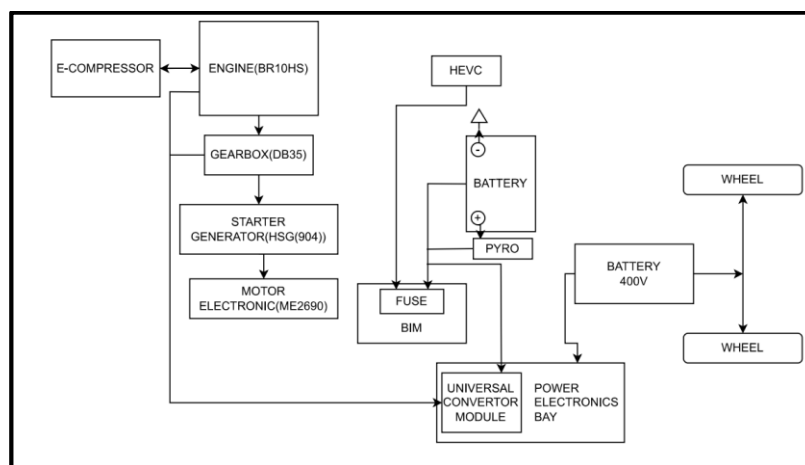 E-COMPRESSOR
ENGINE(BR10HS)
HEVC
GEARBOX(DB35)
-
BATTERY
+
WHEEL
STARTER
GENERATOR(HSG(904))
PYRO
BATTERY
400V
MOTOR
ELECTRONIC(ME2690)
FUSE
BIM
WHEEL
UNIVERSAL
CONVERTOR
MODULE
POWER
ELECTRONICS
BAY